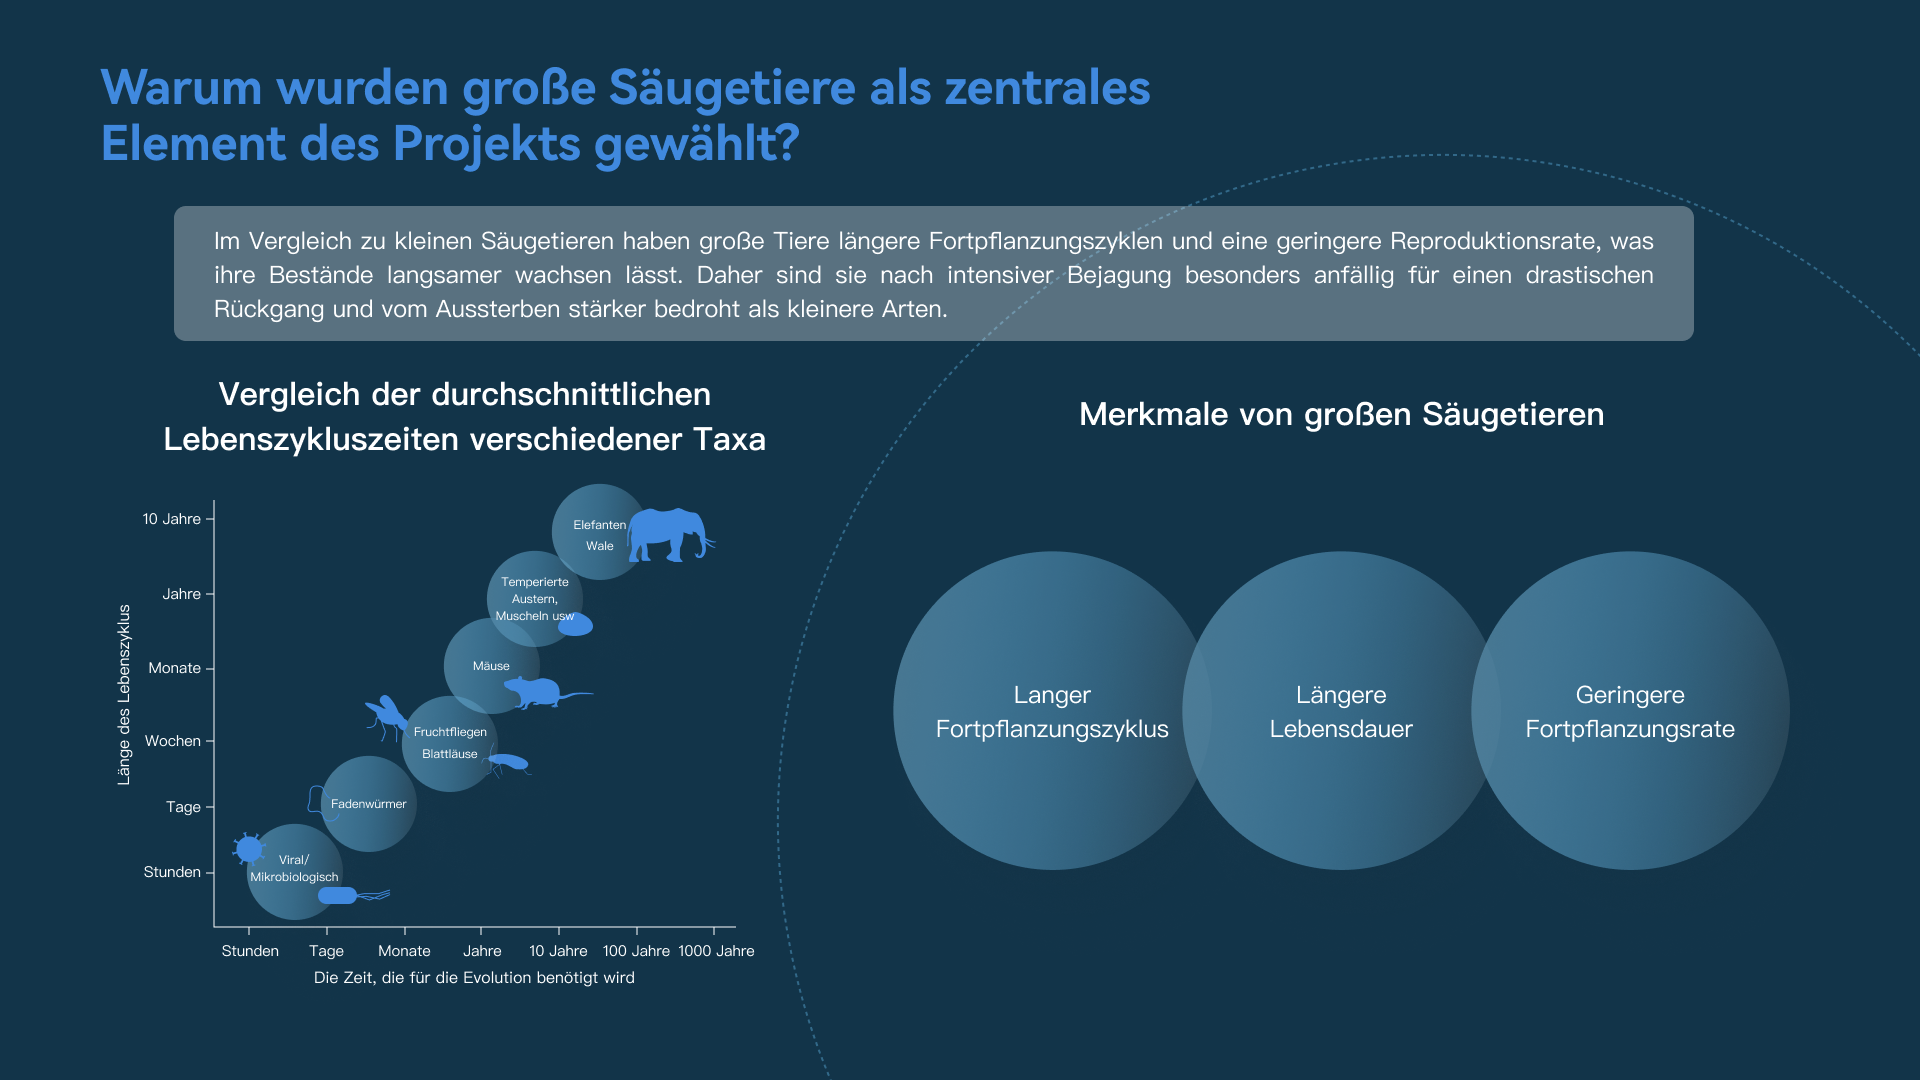 Warum wurden große Säugetiere als zentrales
Element des Projekts gewählt?
Im Vergleich zu kleinen Säugetieren haben große Tiere längere Fortpflanzungszyklen und eine geringere Reproduktionsrate, was
ihre Bestände langsamer wachsen lässt. Daher sind sie nach intensiver Bejagung besonders anfällig für einen drastischen
Rückgang und vom Aussterben stärker bedroht als kleinere Arten.
Vergleich der durchschnittlichen
Lebenszykluszeiten verschiedener Taxa
Länge des Lebenszyklus
10 Jahre
Jahre
Monate
Wochen
Tage
Stunden
Elefanten
Wale
Temperierte
Austern,
Muscheln usw
Mäuse
Fruchtfliegen
Blattläuse
Fadenwürmer
Viral/
Mikrobiologisch
Stunden
Tage
Monate
Jahre
10 Jahre
100 Jahre
1000 Jahre
Die Zeit, die für die Evolution benötigt wird
Merkmale von großen Säugetieren
Langer
Fortpflanzungszyklus
Längere
Lebensdauer
Geringere
Fortpflanzungsrate